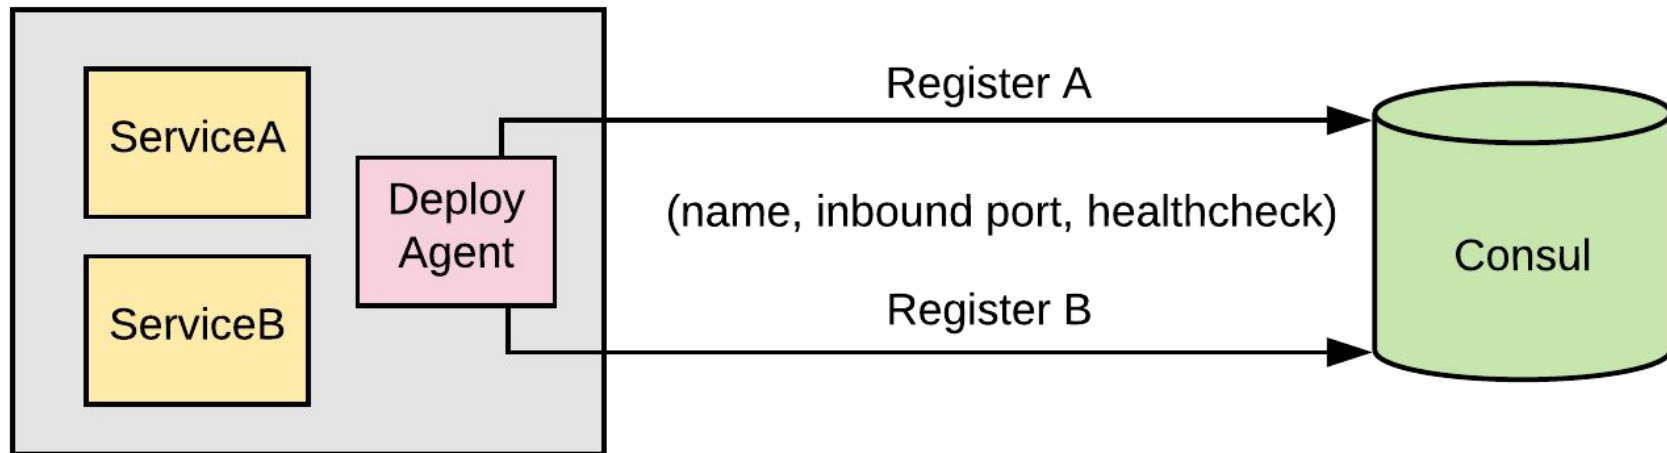 ServiceA
ServiceB
Deploy
Agent
Register A
(name, inbound port, healthcheck)
Register B
Consul